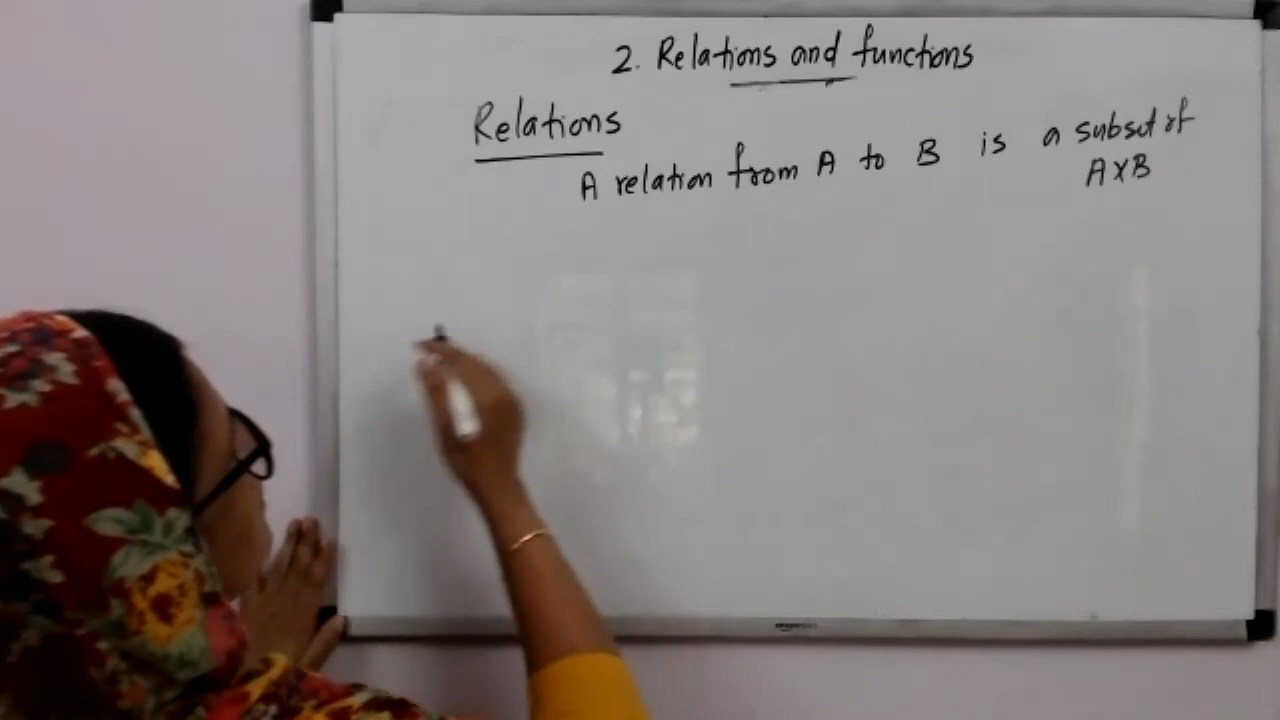 2. Relations and functions
Relations
A relation from A to B is a subset of
A×B